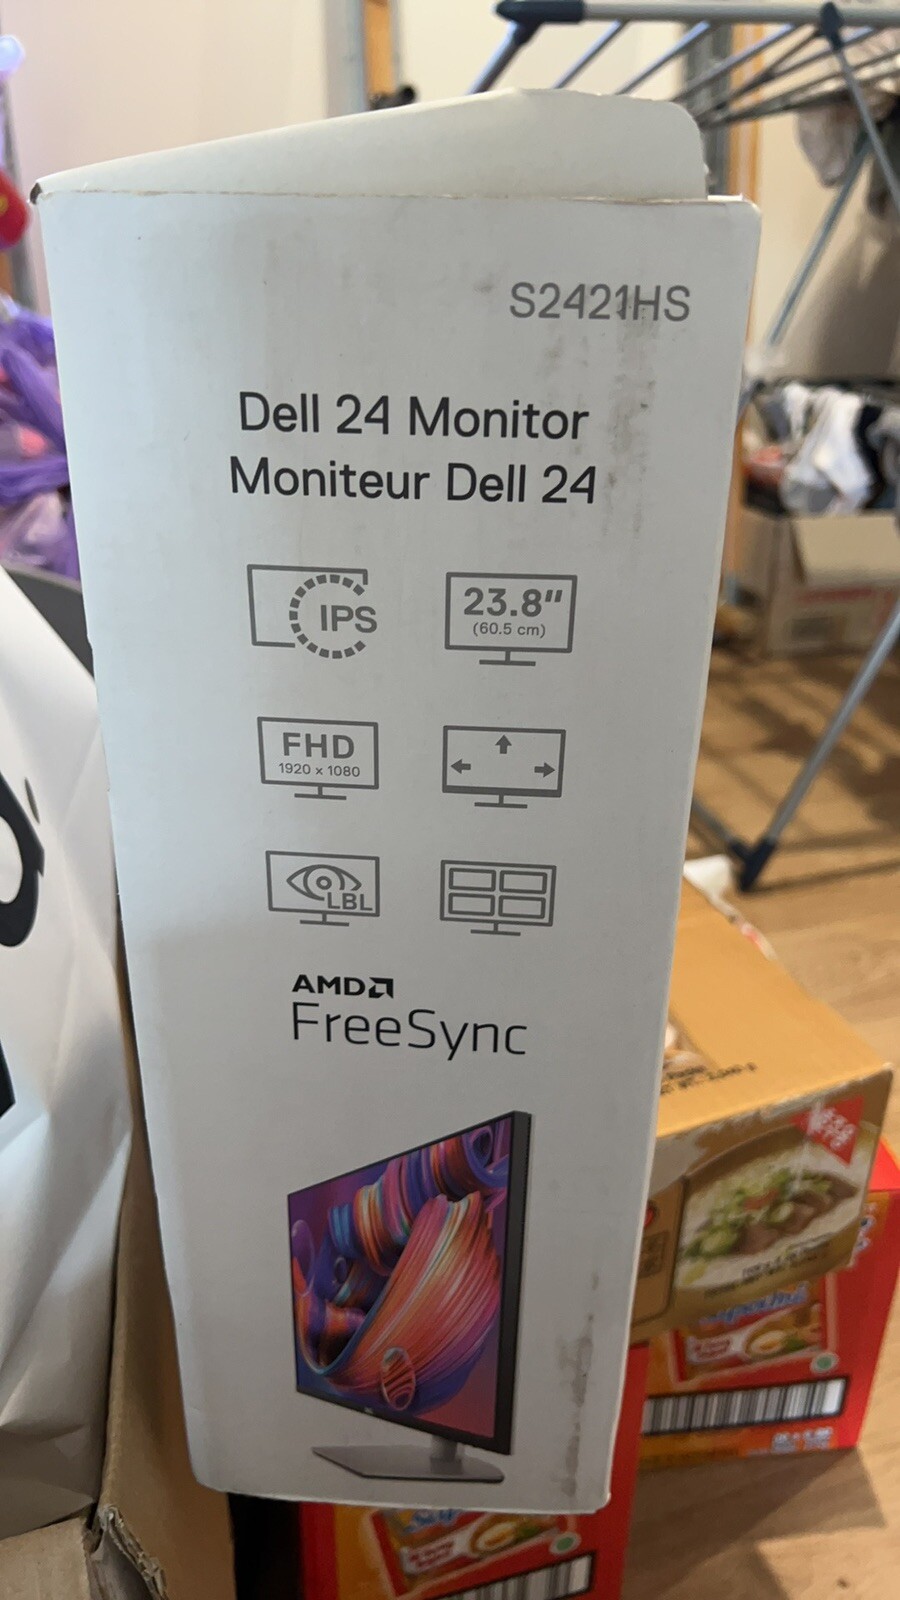 S2421HS
Dell 24 Monitor
Moniteur Dell 24
IPS
23.8"
(60.5 cm)
FHD
1920 x 1080
LBL
AMD
FreeSync